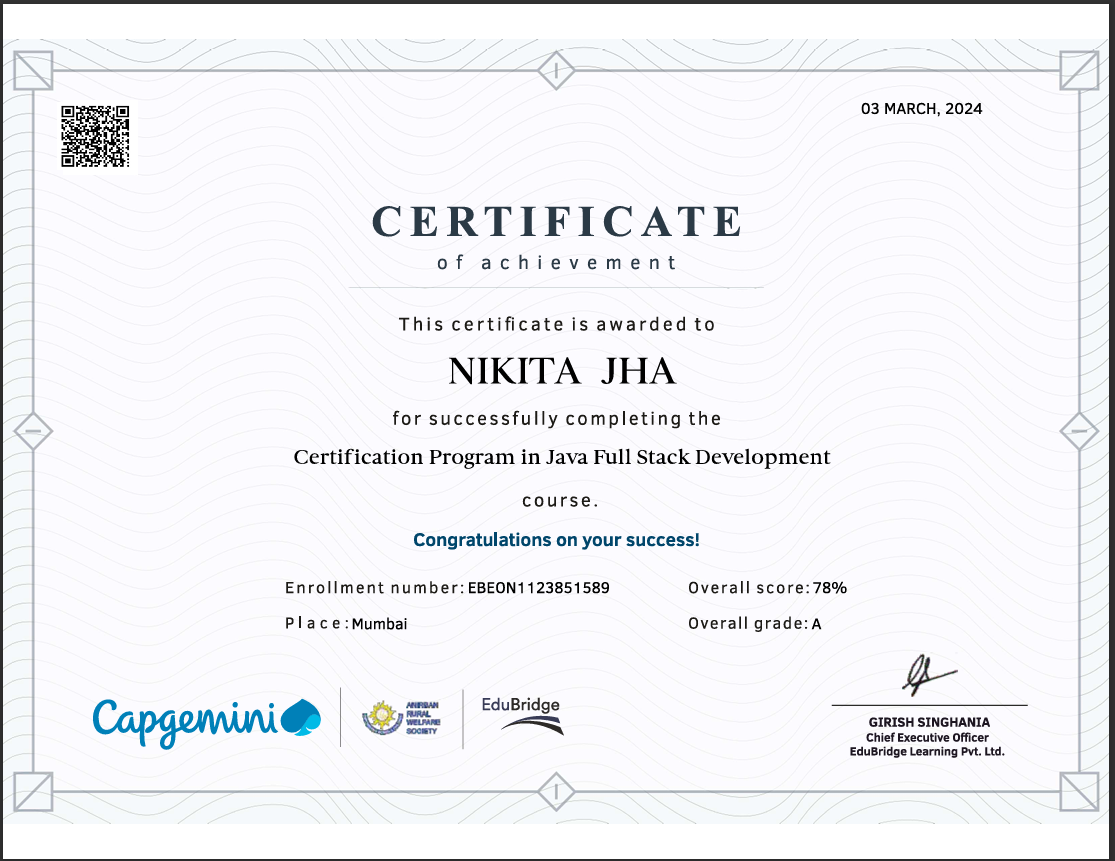 03 MARCH, 2024
CERTIFICATE
of achievement
This certificate is awarded to
NIKITA JHA
for successfully completing the
Certification Program in Java Full Stack Development
course.
Congratulations on your success!
Enrollment number: EBEON1123851589
Overall score: 78%
Place: Mumbai
Overall grade: A
Capgemini
ANIRBAN
RURAL
WELFARE
SOCIETY
EduBridge
GIRISH SINGHANIA
Chief Executive Officer
EduBridge Learning Pvt. Ltd.